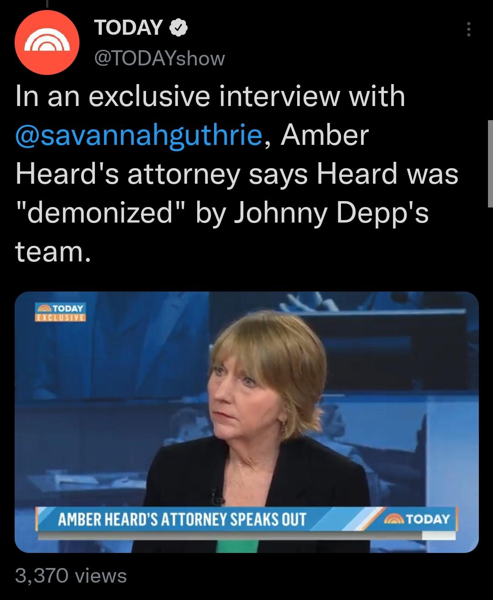 TODAY
@TODAYshow
In an exclusive interview with
@savannahguthrie, Amber
Heard's attorney says Heard was
"demonized" by Johnny Depp's
team.
TODAY
EXCLUSIVE
AMBER HEARD'S ATTORNEY SPEAKS OUT
TODAY
3,370 views